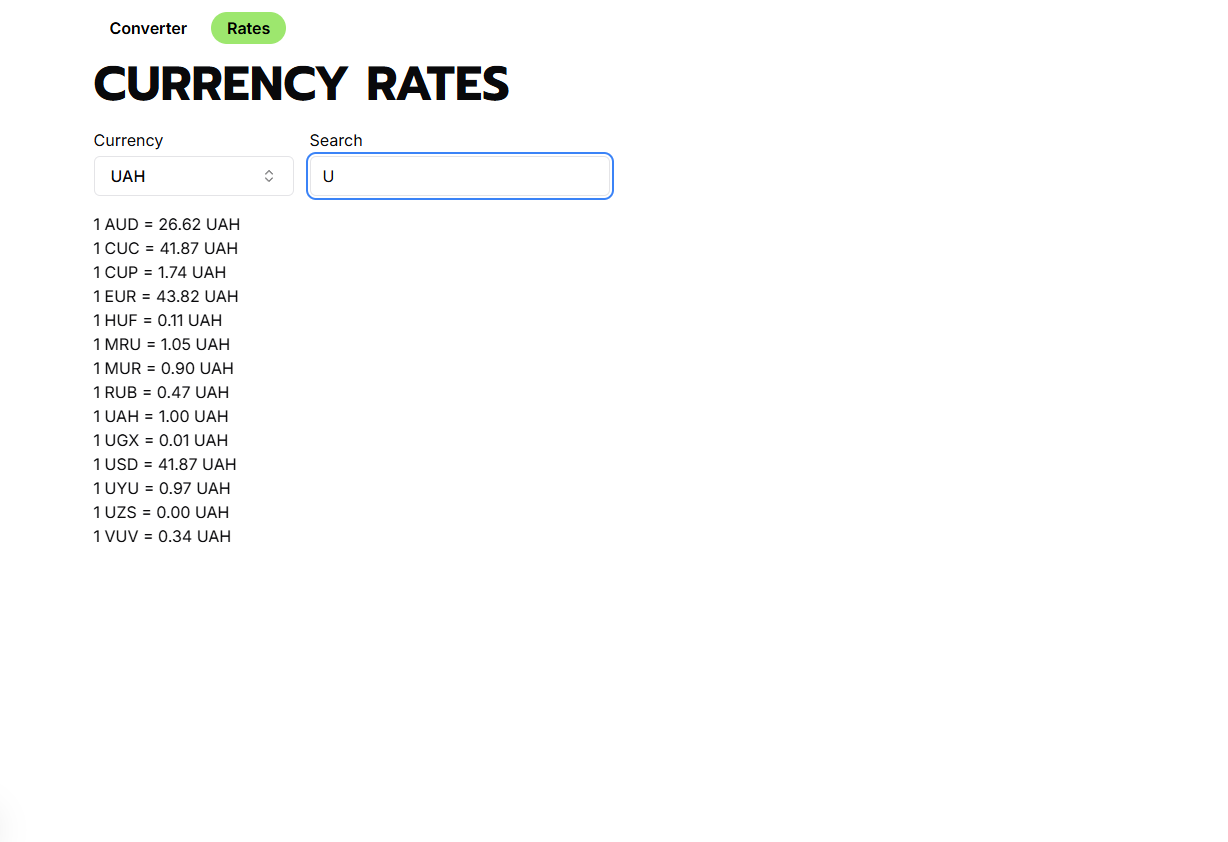 Converter Rates
CURRENCY RATES
Currency Search
UAH U
1 AUD = 26.62 UAH
1 CUC = 41.87 UAH
1 CUP = 1.74 UAH
1 EUR = 43.82 UAH
1 HUF = 0.11 UAH
1 MRU = 1.05 UAH
1 MUR = 0.90 UAH
1 RUB = 0.47 UAH
1 UAH = 1.00 UAH
1 UGX = 0.01 UAH
1 USD = 41.87 UAH
1 UYU = 0.97 UAH
1 UZS = 0.00 UAH
1 VUV = 0.34 UAH